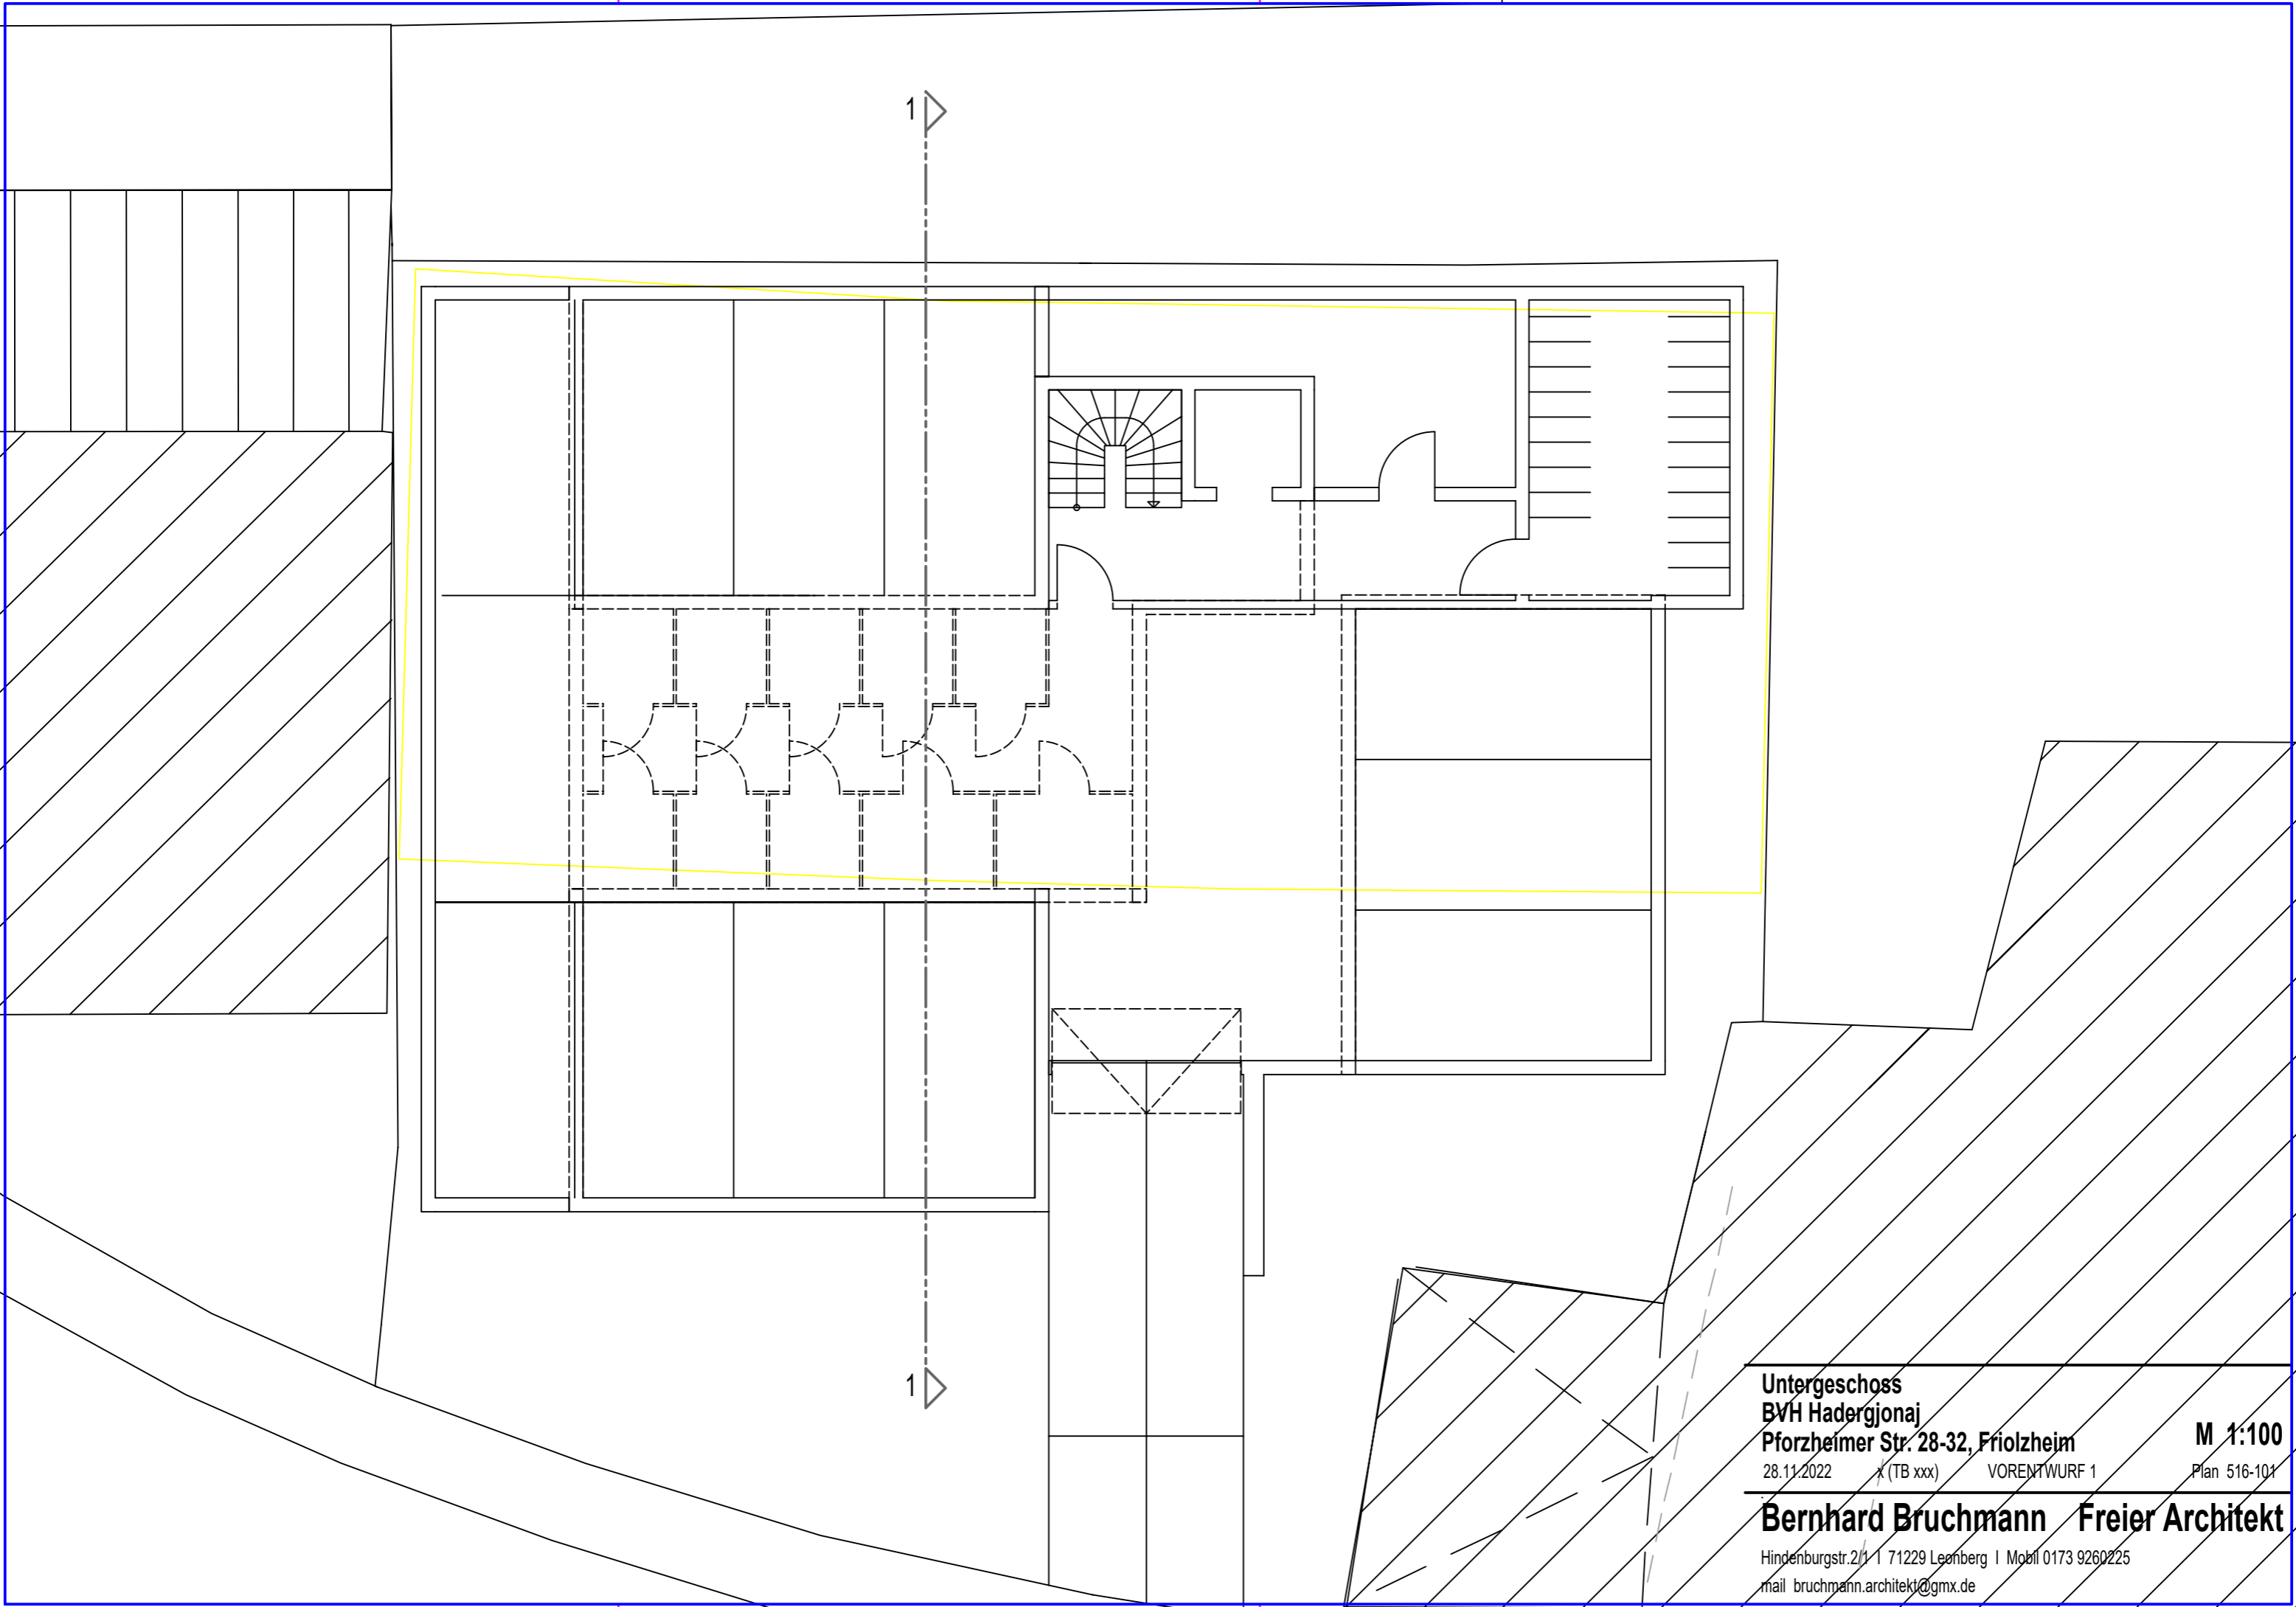 1
1
Untergeschoss
BVH Hadergjonaj
Pforzheimer Str. 28-32, Friolzheim M 1:100
28.11.2022 x (TB xxx) VORENTWURF 1 Plan 516-101
Bernhard Bruchmann Freier Architekt
Hindenburgstr.2/1 I 71229 Leonberg I Mobil 0173 9260225
mail bruchmann.architekt@gmx.de